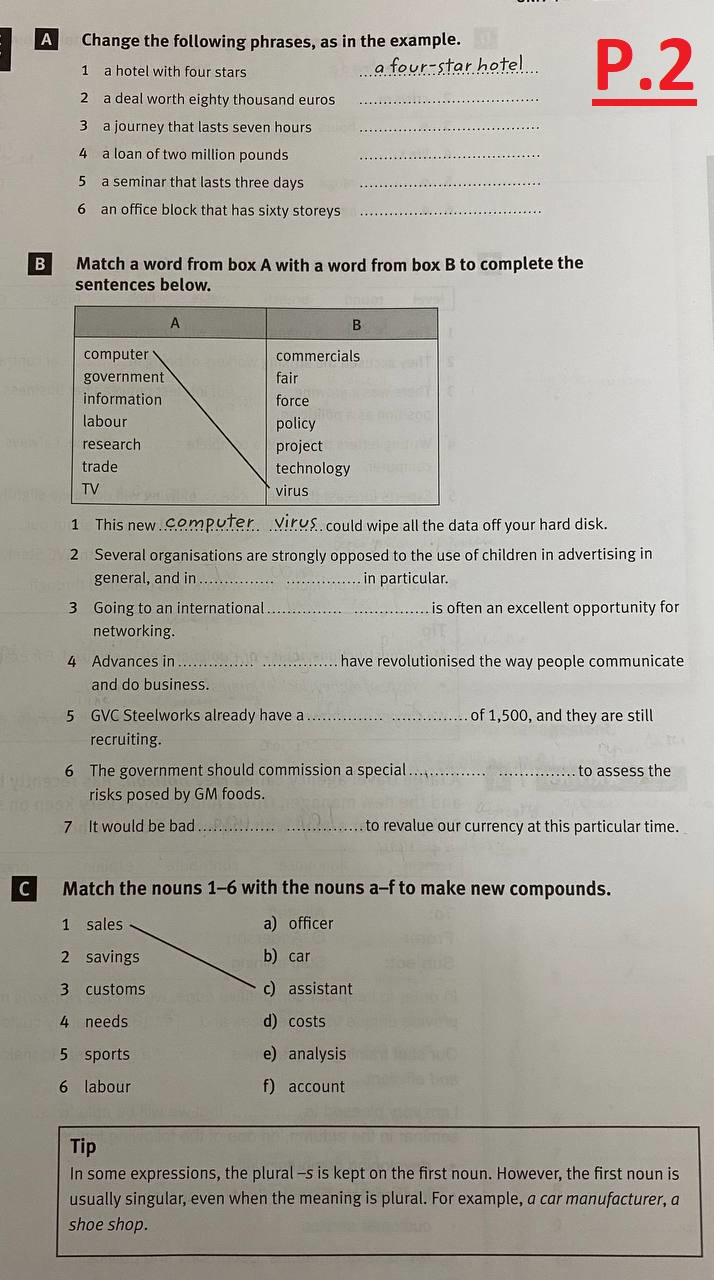 A Change the following phrases, as in the example.
P.2
1 a hotel with four stars a four-star hotel
2 a deal worth eighty thousand euros ..................................
3 a journey that lasts seven hours ..................................
4 a loan of two million pounds ..................................
5 a seminar that lasts three days ..................................
6 an office block that has sixty storeys ..................................
B Match a word from box A with a word from box B to complete the
sentences below.
A B
computer commercials
government fair
information force
labour policy
research project
trade technology
TV virus
1 This new computer virus could wipe all the data off your hard disk.
2 Several organisations are strongly opposed to the use of children in advertising in
general, and in .............. .............. in particular.
3 Going to an international .............. .............. is often an excellent opportunity for
networking.
4 Advances in .............. .............. have revolutionised the way people communicate
and do business.
5 GVC Steelworks already have a .............. .............. of 1,500, and they are still
recruiting.
6 The government should commission a special .............. .............. to assess the
risks posed by GM foods.
7 It would be bad .............. .............. to revalue our currency at this particular time.
C Match the nouns 1–6 with the nouns a–f to make new compounds.
1 sales a) officer
2 savings b) car
3 customs c) assistant
4 needs d) costs
5 sports e) analysis
6 labour f) account
Tip
In some expressions, the plural –s is kept on the first noun. However, the first noun is
usually singular, even when the meaning is plural. For example, a car manufacturer, a
shoe shop.